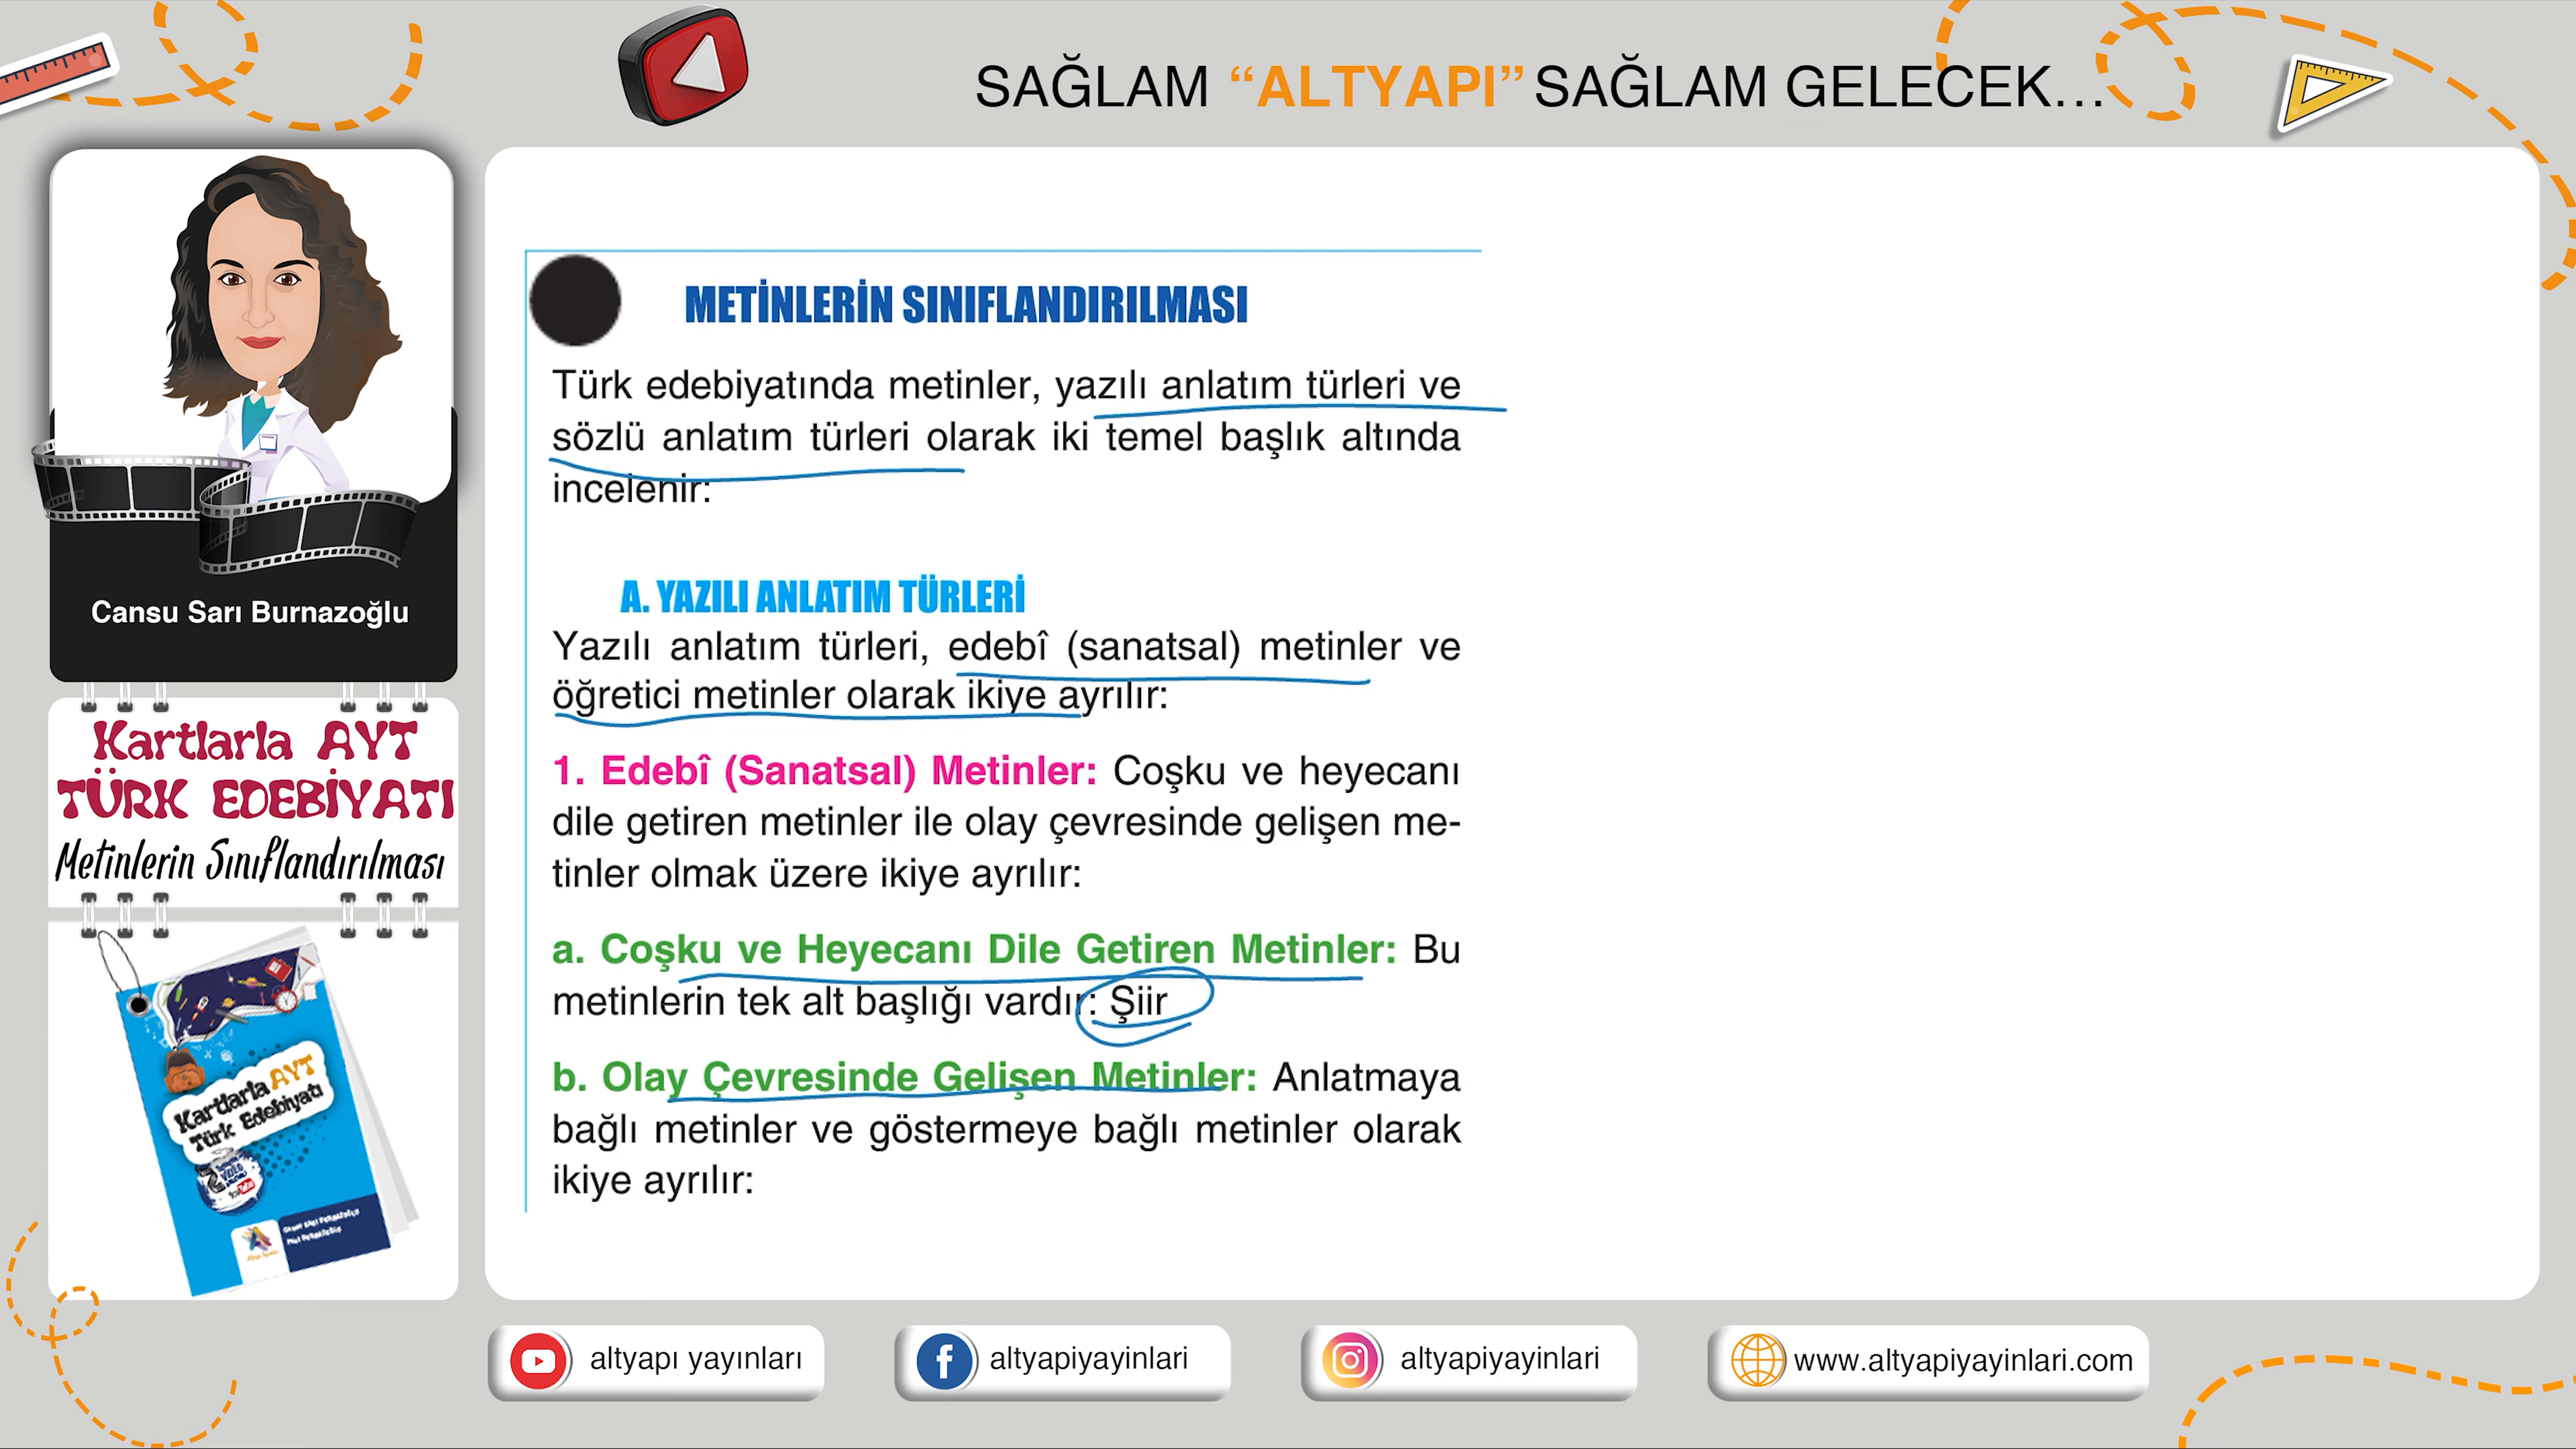 SAĞLAM “ALTYAPI” SAĞLAM GELECEK...
Cansu Sarı Burnazoğlu
Kartlarla AYT
TÜRK EDEBİYATI
Metinlerin Sınıflandırılması
Kartlarla AYT
Türk Edebiyatı
METİNLERİN SINIFLANDIRILMASI
Türk edebiyatında metinler, yazılı anlatım türleri ve
sözlü anlatım türleri olarak iki temel başlık altında
incelenir:
A. YAZILI ANLATIM TÜRLERİ
Yazılı anlatım türleri, edebî (sanatsal) metinler ve
öğretici metinler olarak ikiye ayrılır:
1. Edebî (Sanatsal) Metinler: Coşku ve heyecanı
dile getiren metinler ile olay çevresinde gelişen me-
tinler olmak üzere ikiye ayrılır:
a. Coşku ve Heyecanı Dile Getiren Metinler: Bu
metinlerin tek alt başlığı vardır: Şiir
b. Olay Çevresinde Gelişen Metinler: Anlatmaya
bağlı metinler ve göstermeye bağlı metinler olarak
ikiye ayrılır:
altyapı yayınları
altyapiyayinlari
altyapiyayinlari
www.altyapiyayinlari.com